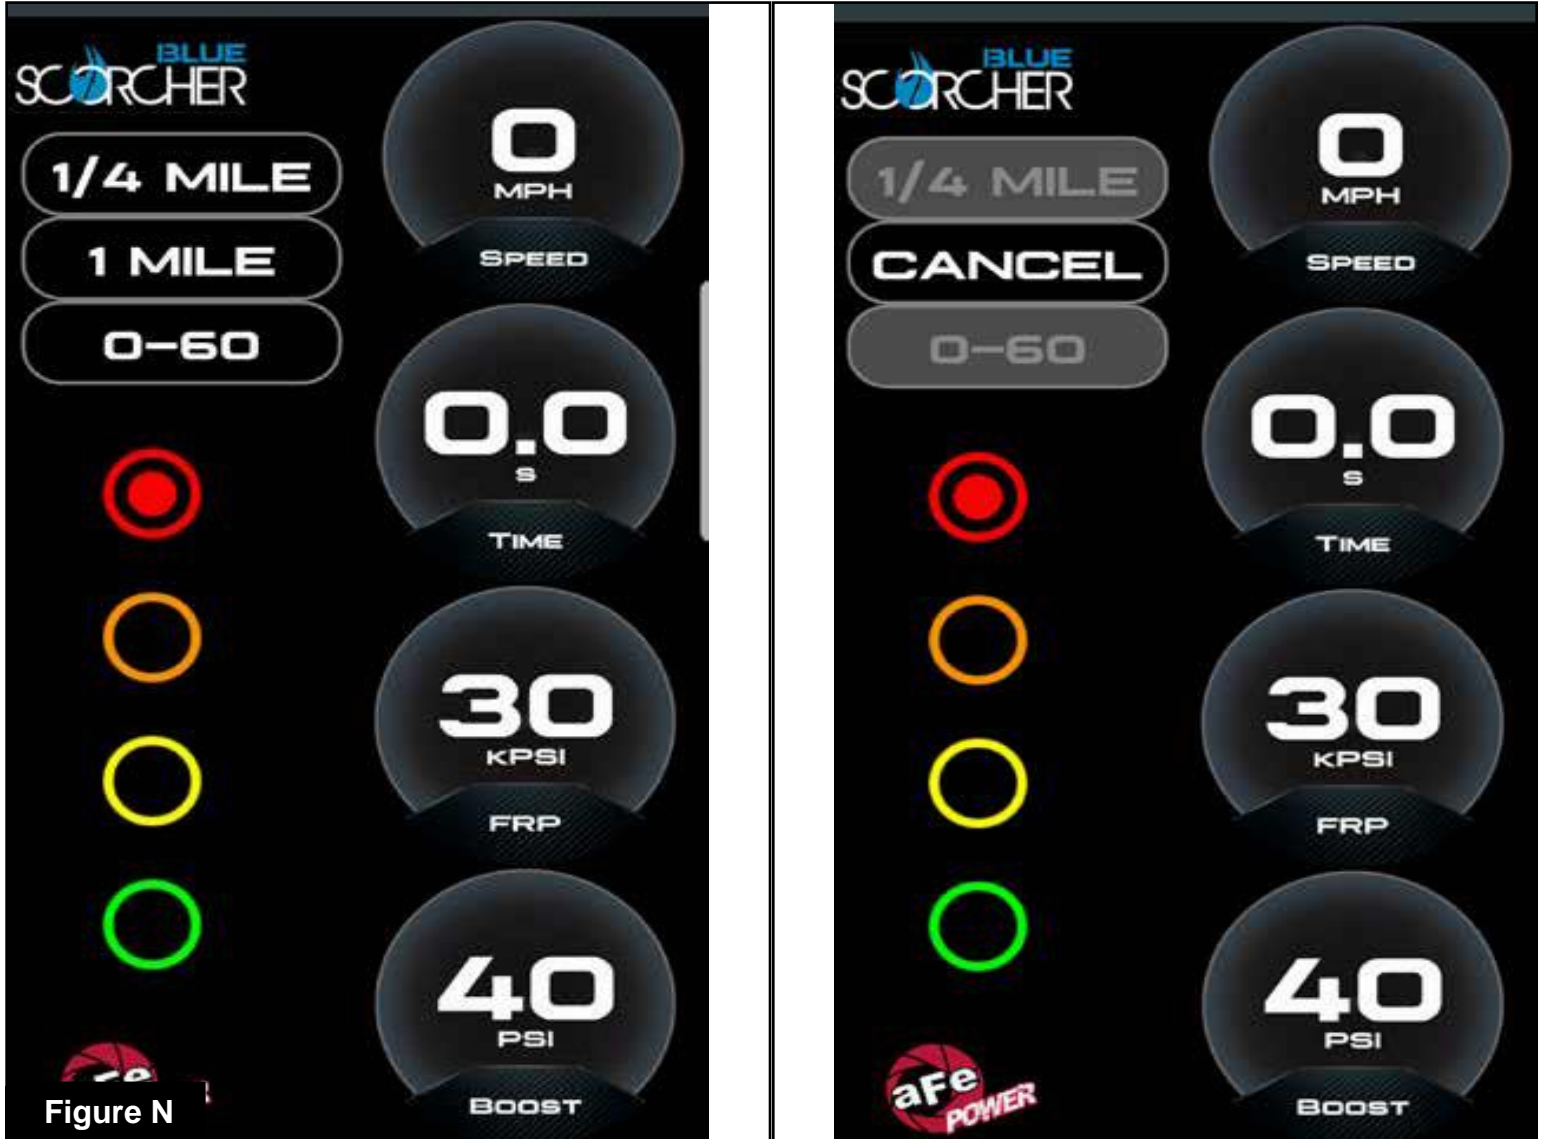 BLUE
SCORCHER
1/4 MILE
1 MILE
0-60
0
MPH
SPEED
0.0
S
TIME
30
KPSI
FRP
40
PSI
BOOST
Figure N
BLUE
SCORCHER
1/4 MILE
CANCEL
0-60
0
MPH
SPEED
0.0
S
TIME
30
KPSI
FRP
40
PSI
BOOST
aFe
POWER